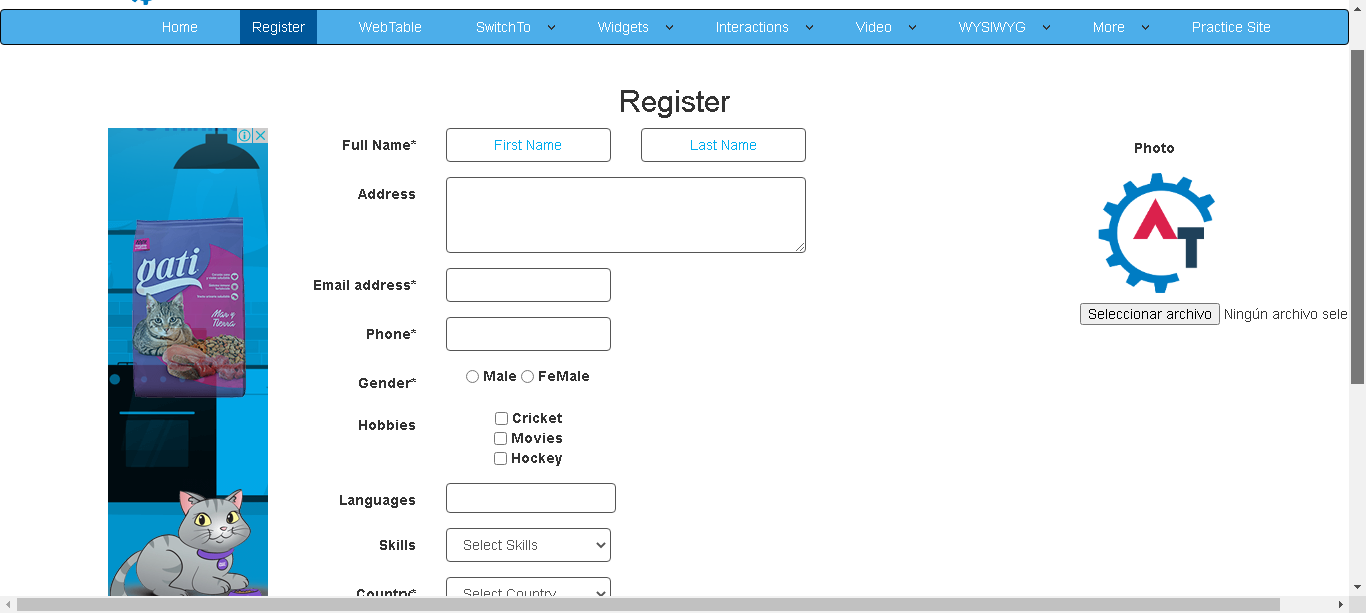 Home Register WebTable SwitchTo Widgets Interactions Video WYSIWYG More Practice Site
Register
Full Name* First Name Last Name
Address
Email address*
Phone*
Gender* Male FeMale
Hobbies Cricket
Movies
Hockey
Languages
Skills Select Skills
Country* Select Country
Photo
AT
Seleccionar archivo Ningún archivo sele
gati
Mar y
Tierra